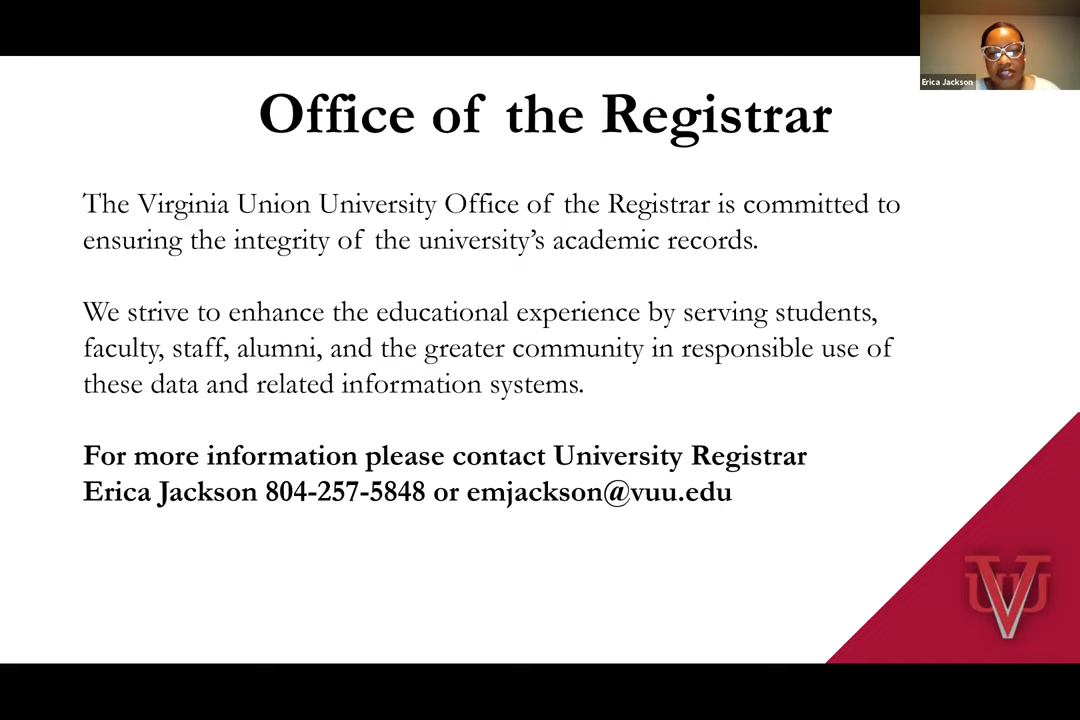 Erica Jackson
Office of the Registrar
The Virginia Union University Office of the Registrar is committed to
ensuring the integrity of the university's academic records.
We strive to enhance the educational experience by serving students,
faculty, staff, alumni, and the greater community in responsible use of
these data and related information systems.
For more information please contact University Registrar
Erica Jackson 804-257-5848 or emjackson@vuu.edu
VUU